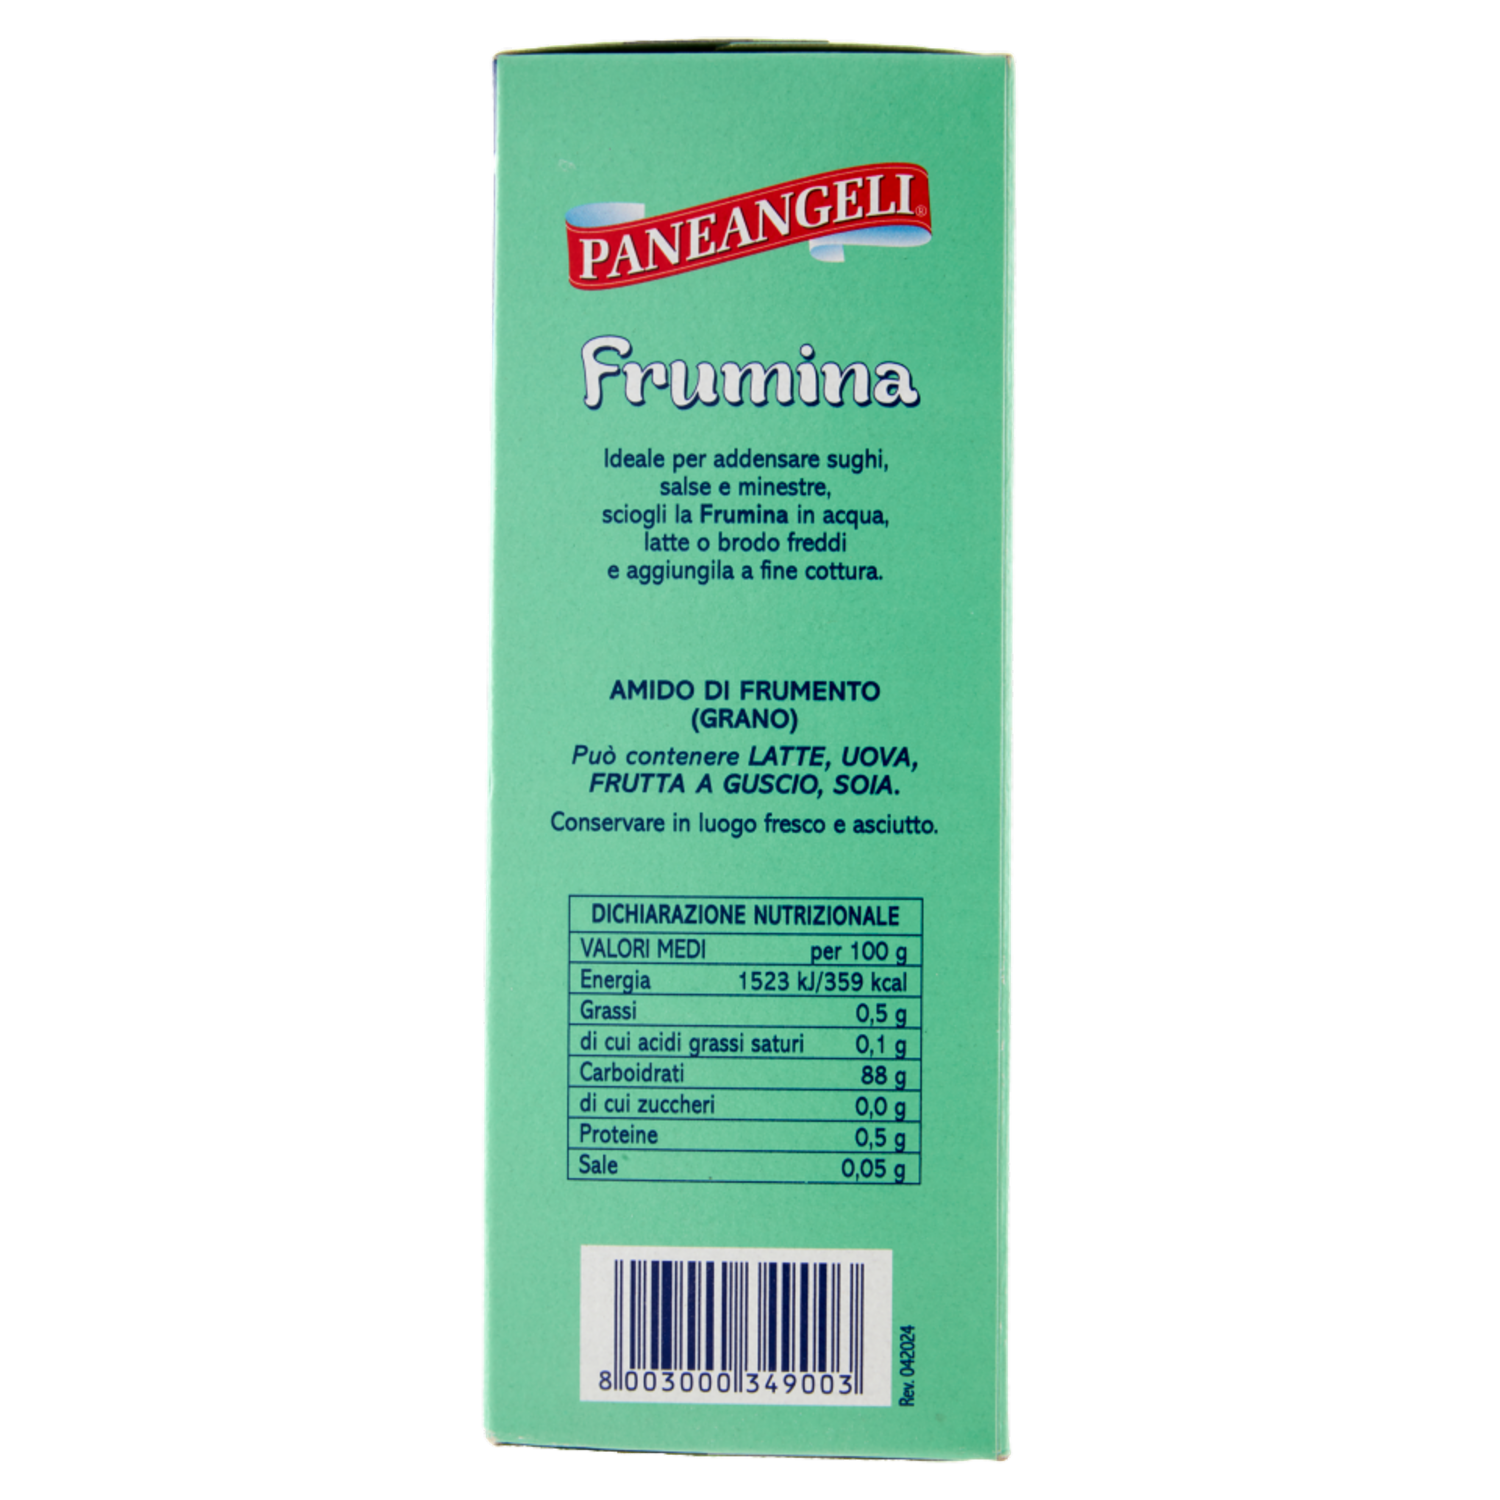 PANEANGELI®
Frumina
Ideale per addensare sughi,
salse e minestre,
sciogli la Frumina in acqua,
latte o brodo freddi
e aggiungila a fine cottura.
AMIDO DI FRUMENTO
(GRANO)
Può contenere LATTE, UOVA,
FRUTTA A GUSCIO, SOIA.
Conservare in luogo fresco e asciutto.
DICHIARAZIONE NUTRIZIONALE
VALORI MEDI per 100 g
Energia 1523 kJ/359 kcal
Grassi 0,5 g
di cui acidi grassi saturi 0,1 g
Carboidrati 88 g
di cui zuccheri 0,0 g
Proteine 0,5 g
Sale 0,05 g
8 003000 349003
Rev. 042024